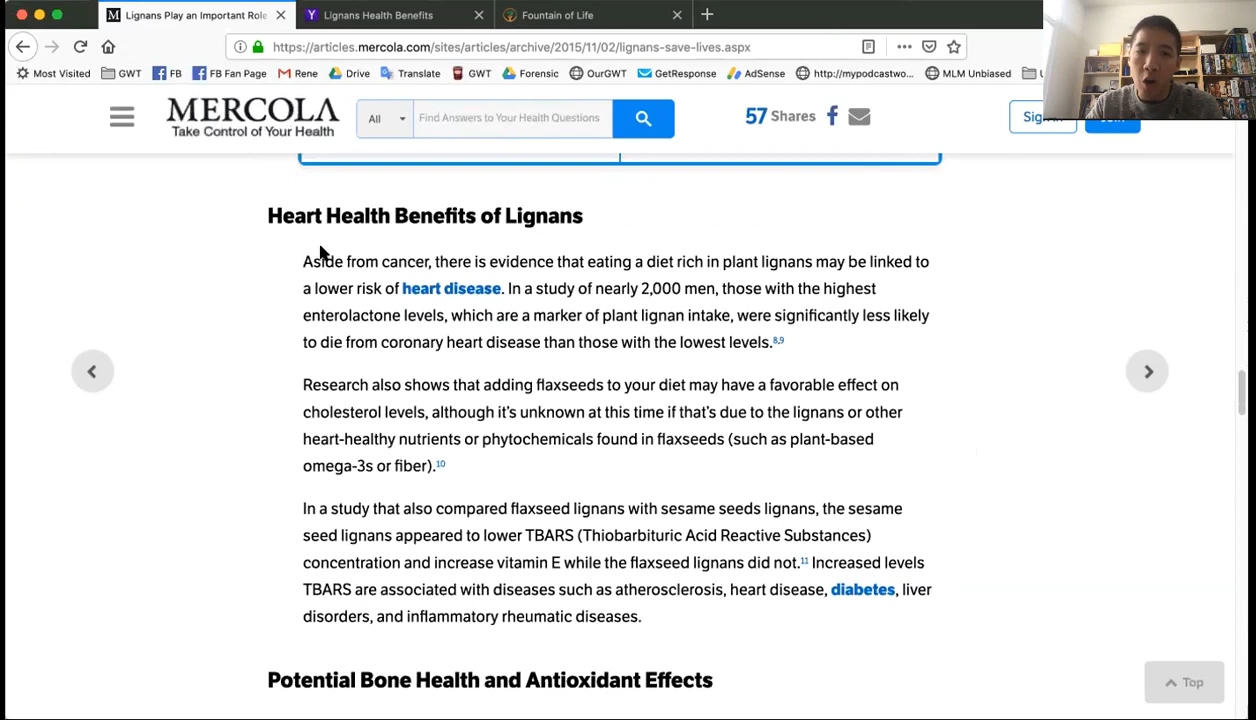 Lignans Play an Important Role
Lignans Health Benefits
Fountain of Life
https://articles.mercola.com/sites/articles/archive/2015/11/02/lignans-save-lives.aspx
Most Visited GWT FB FB Fan Page Rene Drive Translate GWT Forensic OurGWT GetResponse AdSense http://mypodcastwo... MLM Unbiased
MERCOLA
Take Control of Your Health
All
Find Answers to Your Health Questions
57 Shares
Heart Health Benefits of Lignans
Aside from cancer, there is evidence that eating a diet rich in plant lignans may be linked to
a lower risk of heart disease. In a study of nearly 2,000 men, those with the highest
enterolactone levels, which are a marker of plant lignan intake, were significantly less likely
to die from coronary heart disease than those with the lowest levels.8,9
Research also shows that adding flaxseeds to your diet may have a favorable effect on
cholesterol levels, although it's unknown at this time if that's due to the lignans or other
heart-healthy nutrients or phytochemicals found in flaxseeds (such as plant-based
omega-3s or fiber).10
In a study that also compared flaxseed lignans with sesame seeds lignans, the sesame
seed lignans appeared to lower TBARS (Thiobarbituric Acid Reactive Substances)
concentration and increase vitamin E while the flaxseed lignans did not.11 Increased levels
TBARS are associated with diseases such as atherosclerosis, heart disease, diabetes, liver
disorders, and inflammatory rheumatic diseases.
Potential Bone Health and Antioxidant Effects
Top